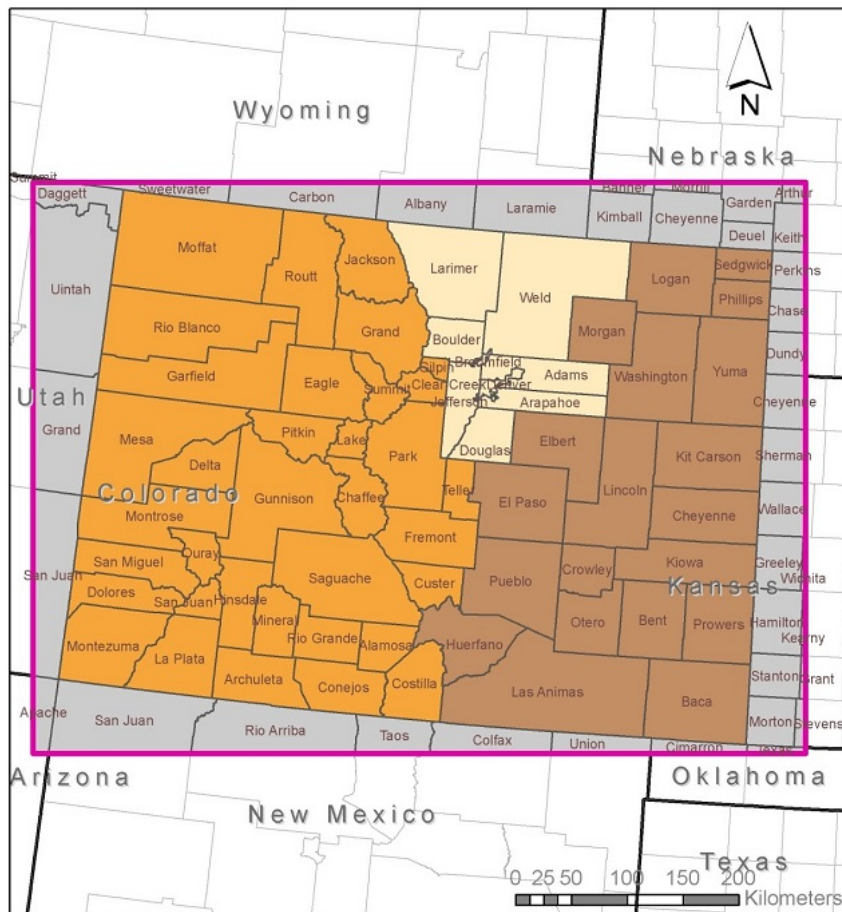 Wyoming
N
Nebraska
Summit
Daggett
Sweetwater
Carbon
Albany
Laramie
Banner
Morrill
Garden
Arthur
Kimball
Cheyenne
Deuel
Keith
Moffat
Routt
Jackson
Larimer
Weld
Logan
Sedgwick
Perkins
Phillips
Uintah
Chase
Rio Blanco
Grand
Boulder
Morgan
Dundy
Garfield
Eagle
Summit
Gilpin
Broomfield
Adams
Washington
Yuma
Clear Creek
Denver
Jefferson
Arapahoe
Cheyenne
Utah
Grand
Mesa
Pitkin
Lake
Park
Douglas
Elbert
Kit Carson
Sherman
Delta
Colorado
Gunnison
Chaffee
Teller
El Paso
Lincoln
Cheyenne
Wallace
Montrose
Ouray
Fremont
San Miguel
Saguache
Custer
Pueblo
Crowley
Kiowa
Greeley
Wichita
San Juan
Dolores
San Juan
Hinsdale
Mineral
Rio Grande
Alamosa
Huerfano
Otero
Bent
Prowers
Kansas
Hamilton
Kearny
Montezuma
La Plata
Archuleta
Conejos
Costilla
Las Animas
Baca
Stanton
Grant
Apache
San Juan
Rio Arriba
Taos
Colfax
Union
Cimarron
Texas
Morton
Stevens
Arizona
New Mexico
Oklahoma
Texas
0 25 50 100 150 200
Kilometers